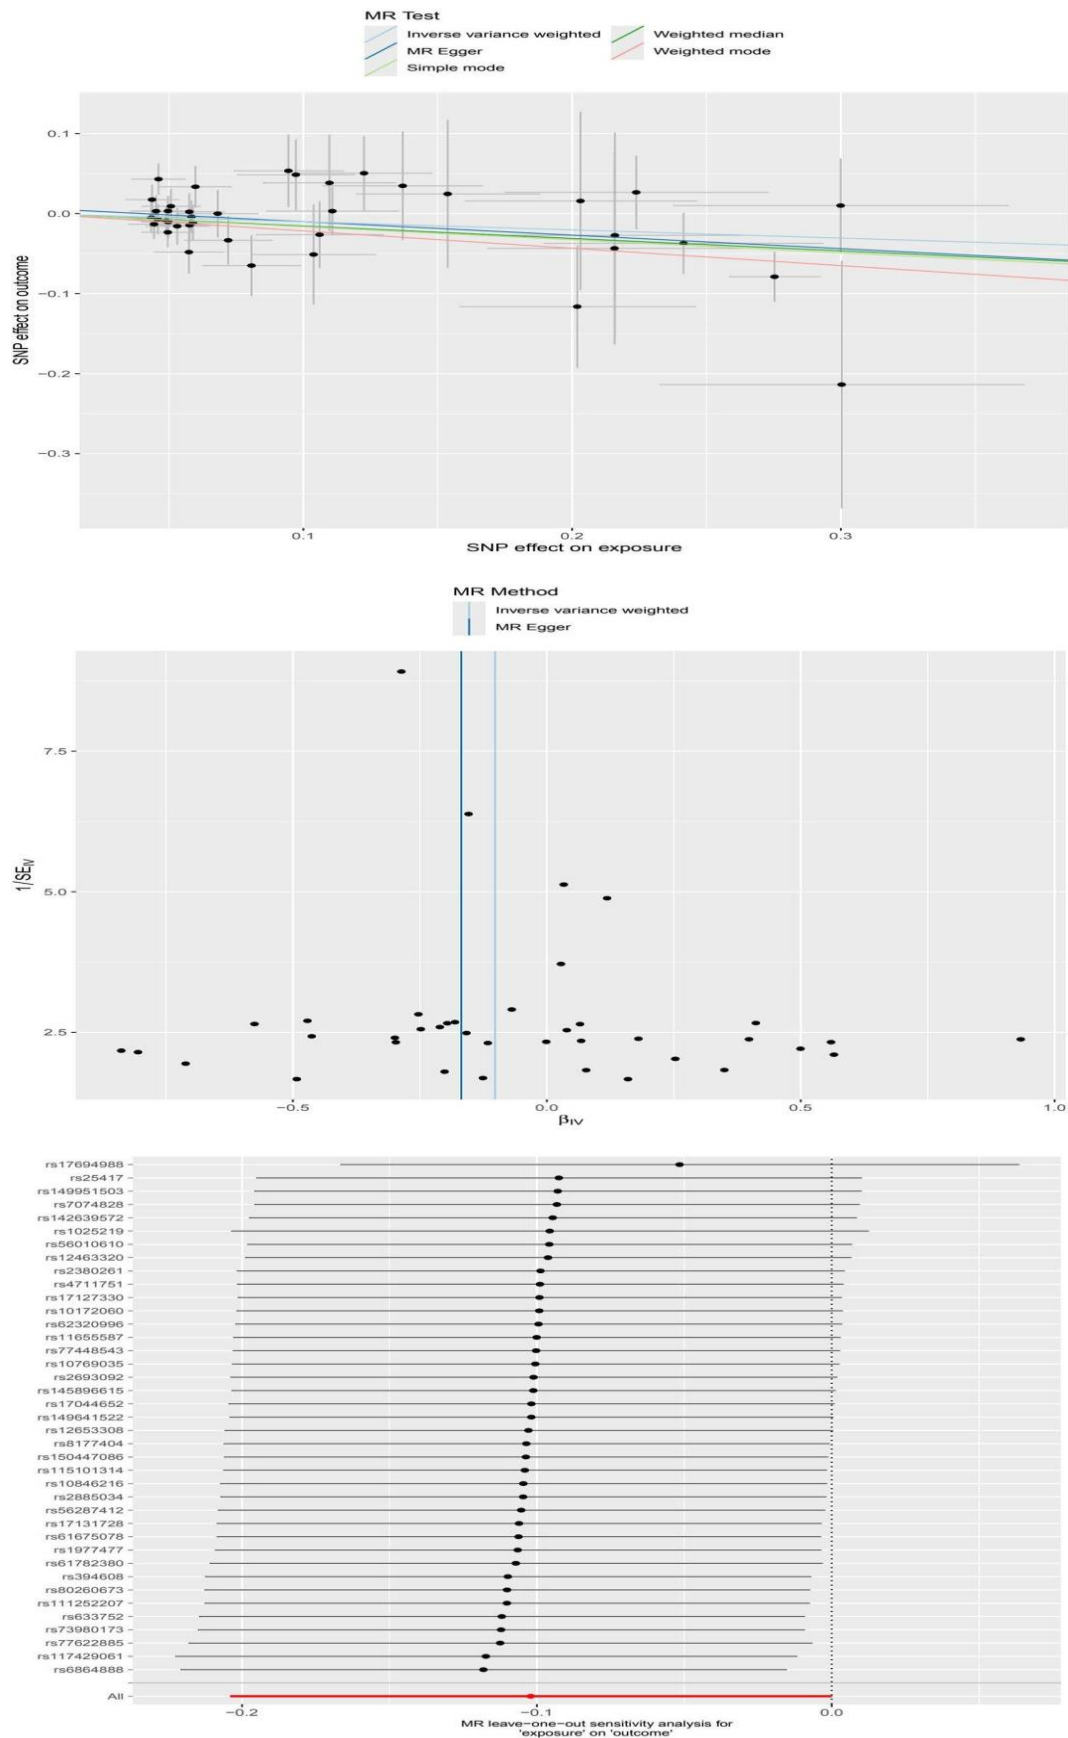 MR Test
Inverse variance weighted
Weighted median
MR Egger
Weighted mode
Simple mode
0.1
0.0
−0.1
−0.2
−0.3
SNP effect on outcome
0.1
0.2
0.3
SNP effect on exposure
MR Method
Inverse variance weighted
MR Egger
7.5
5.0
2.5
1/SEIV
−0.5
0.0
0.5
1.0
βIV
rs17694988
rs25417
rs149951503
rs7074828
rs142639572
rs1025219
rs56010610
rs12463320
rs2380261
rs4711751
rs17127330
rs10172060
rs62320996
rs11655587
rs77448543
rs10769035
rs2693092
rs145896615
rs17044652
rs149641522
rs12653308
rs8177404
rs150447086
rs115101314
rs10846216
rs2885034
rs56287412
rs17131728
rs61675078
rs1977477
rs61782380
rs394608
rs80260673
rs111252207
rs633752
rs73980173
rs77622885
rs117429061
rs6864888
All
−0.2
−0.1
0.0
MR leave−one−out sensitivity analysis for
'exposure' on 'outcome'